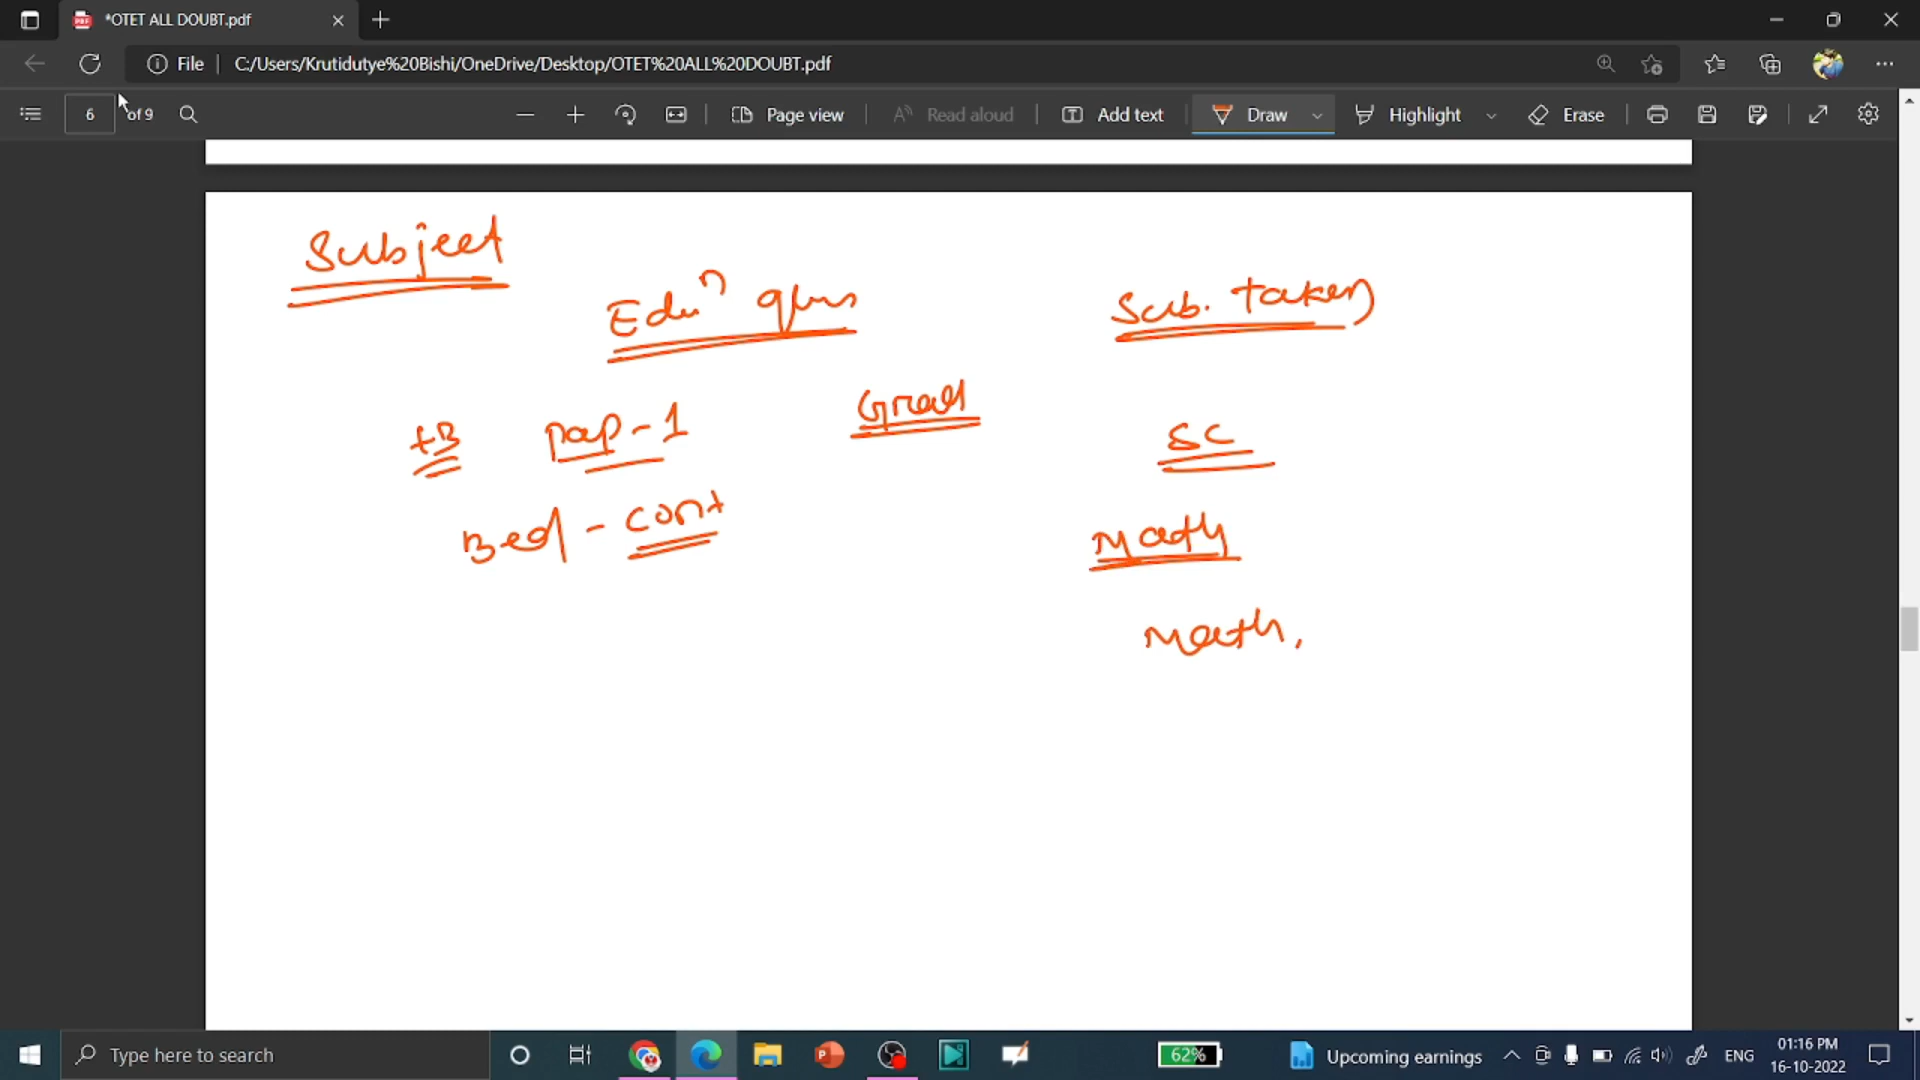 *OTET ALL DOUBT.pdf
File C:/Users/Krutidutye%20Bishi/OneDrive/Desktop/OTET%20ALL%20DOUBT.pdf
6 of 9 Page view Read aloud Add text Draw Highlight Erase
Subject
Edun
Sub. taken
Grad
+B pap-1
SC
Bed - cont
Math
Math,
Type here to search
62%
Upcoming earnings
ENG
01:16 PM
16-10-2022